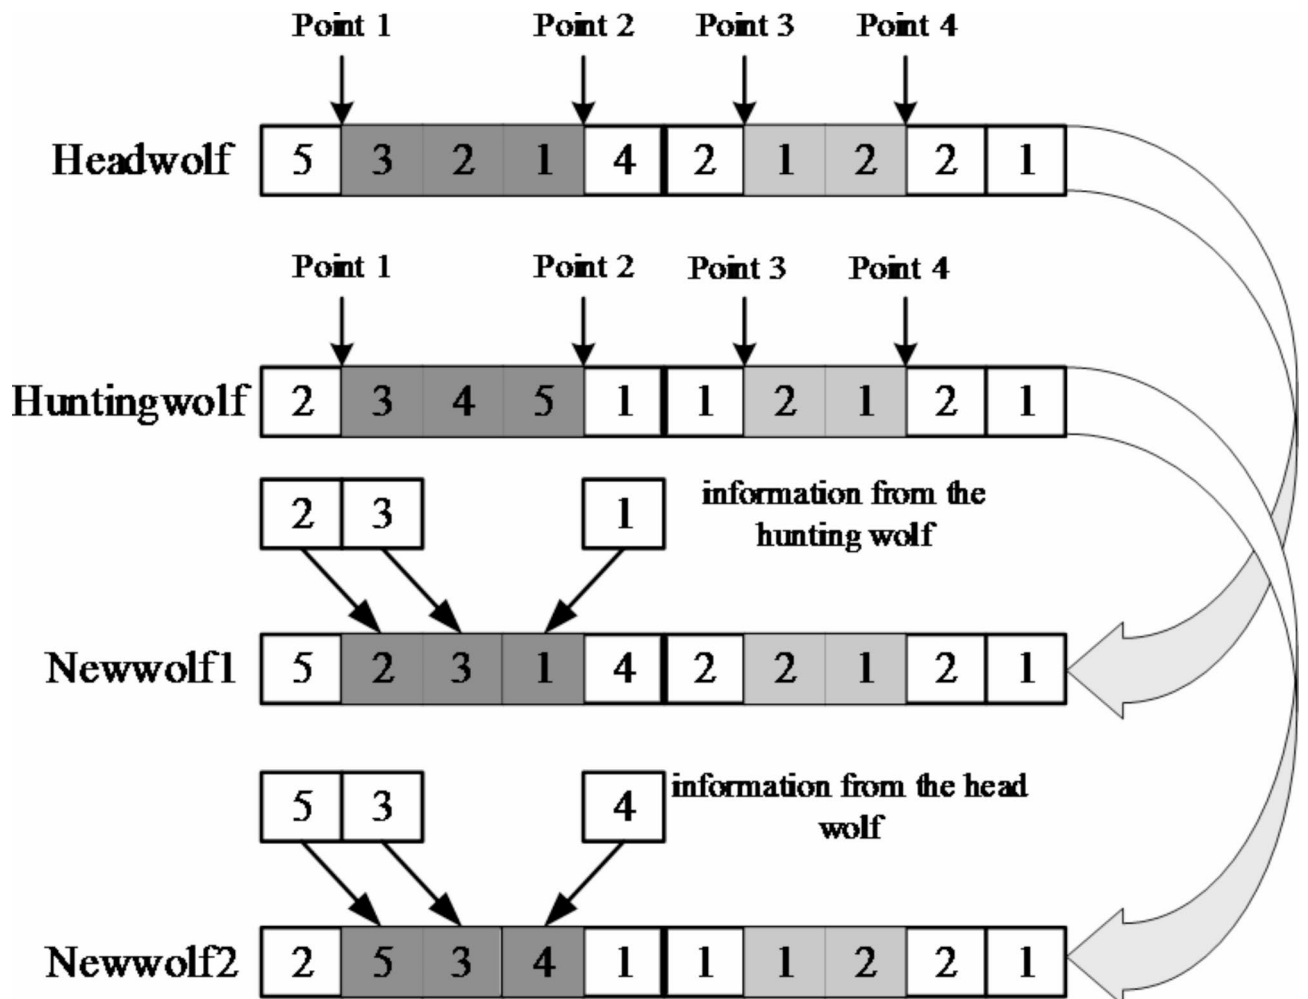 Point 1 Point 2 Point 3 Point 4
Headwolf 5 3 2 1 4 2 1 2 2 1
Point 1 Point 2 Point 3 Point 4
Huntingwolf 2 3 4 5 1 1 2 1 2 1
2 3 1 information from the
hunting wolf
Newwolf1 5 2 3 1 4 2 2 1 2 1
5 3 4 information from the head
wolf
Newwolf2 2 5 3 4 1 1 1 2 2 1